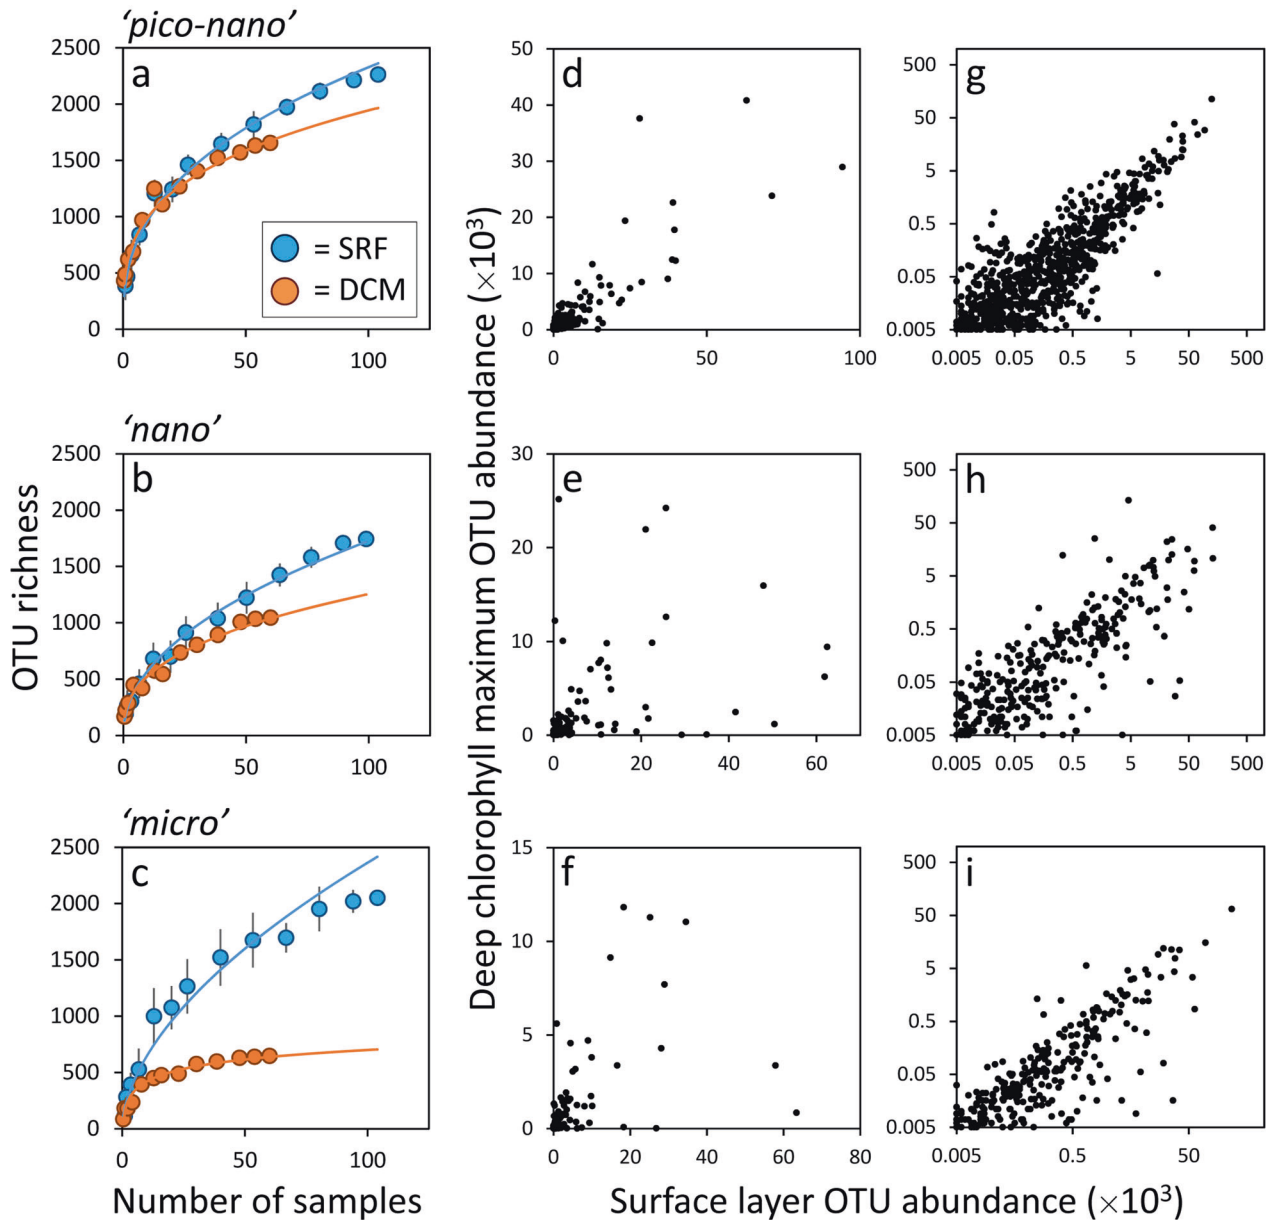 ‘pico-nano’
a
2500
2000
1500
1000
500
0
0 50 100
= SRF
= DCM
d
50
40
30
20
10
0
0 50 100
g
500
50
5
0.5
0.05
0.005
0.005 0.05 0.5 5 50 500
‘nano’
b
2500
2000
1500
1000
500
0
0 50 100
e
30
20
10
0
0 20 40 60
h
500
50
5
0.5
0.05
0.005
0.005 0.05 0.5 5 50 500
‘micro’
c
2500
2000
1500
1000
500
0
0 50 100
f
15
10
5
0
0 20 40 60 80
i
500
50
5
0.5
0.05
0.005
0.005 0.5 50
OTU richness
Number of samples
Deep chlorophyll maximum OTU abundance (×10³)
Surface layer OTU abundance (×10³)